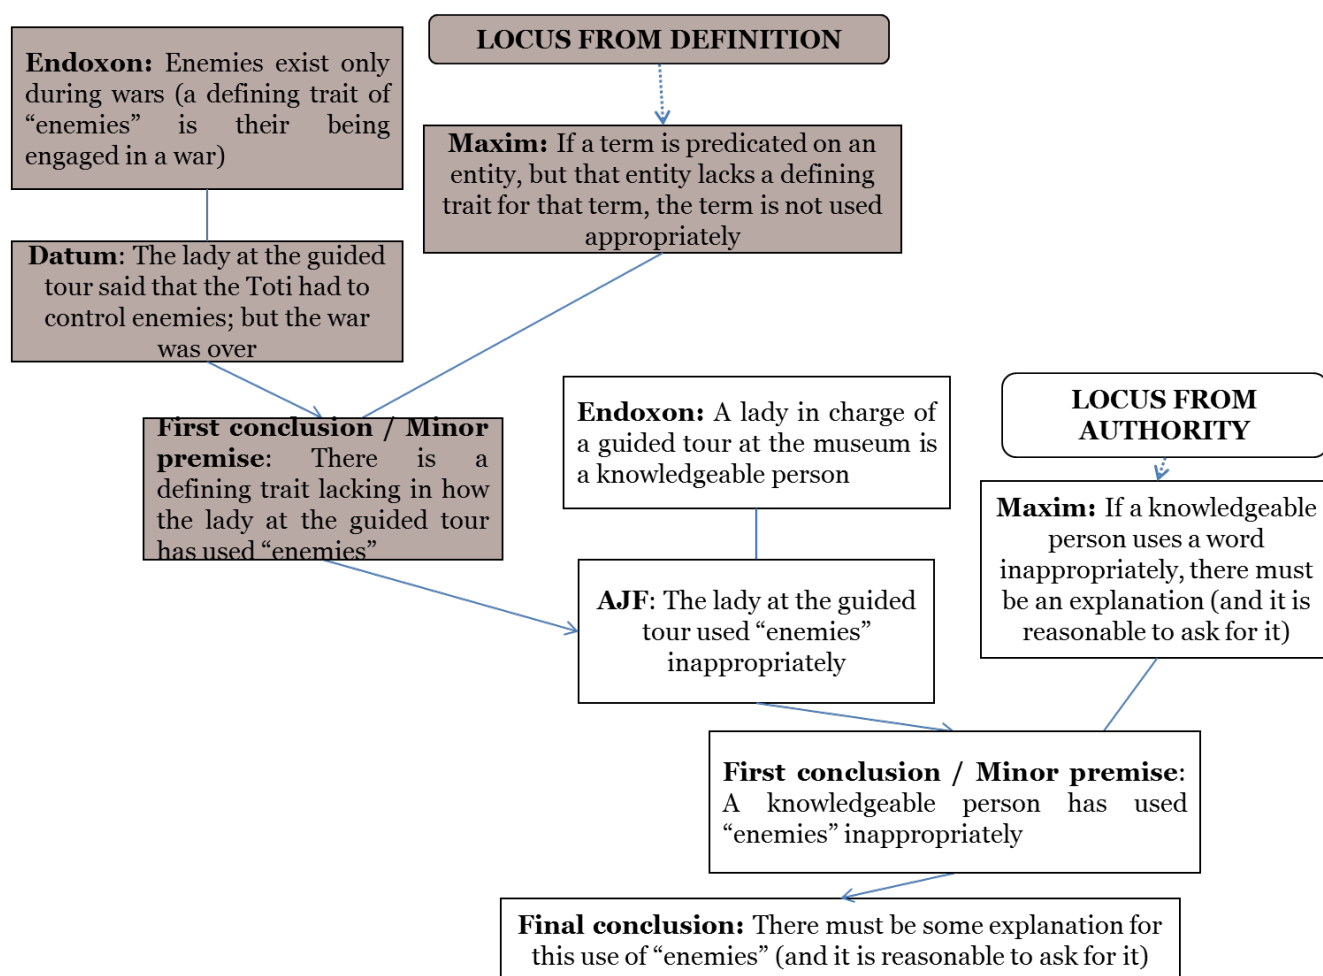 Endoxon: Enemies exist only
during wars (a defining trait of
“enemies” is their being
engaged in a war)
LOCUS FROM DEFINITION
Maxim: If a term is predicated on an
entity, but that entity lacks a defining
trait for that term, the term is not used
appropriately
Datum: The lady at the guided
tour said that the Toti had to
control enemies; but the war
was over
First conclusion / Minor
premise: There is a
defining trait lacking in how
the lady at the guided tour
has used “enemies”
Endoxon: A lady in charge of
a guided tour at the museum is
a knowledgeable person
LOCUS FROM
AUTHORITY
Maxim: If a knowledgeable
person uses a word
inappropriately, there must
be an explanation (and it is
reasonable to ask for it)
AJF: The lady at the guided
tour used “enemies”
inappropriately
First conclusion / Minor premise:
A knowledgeable person has used
“enemies” inappropriately
Final conclusion: There must be some explanation for
this use of “enemies” (and it is reasonable to ask for it)